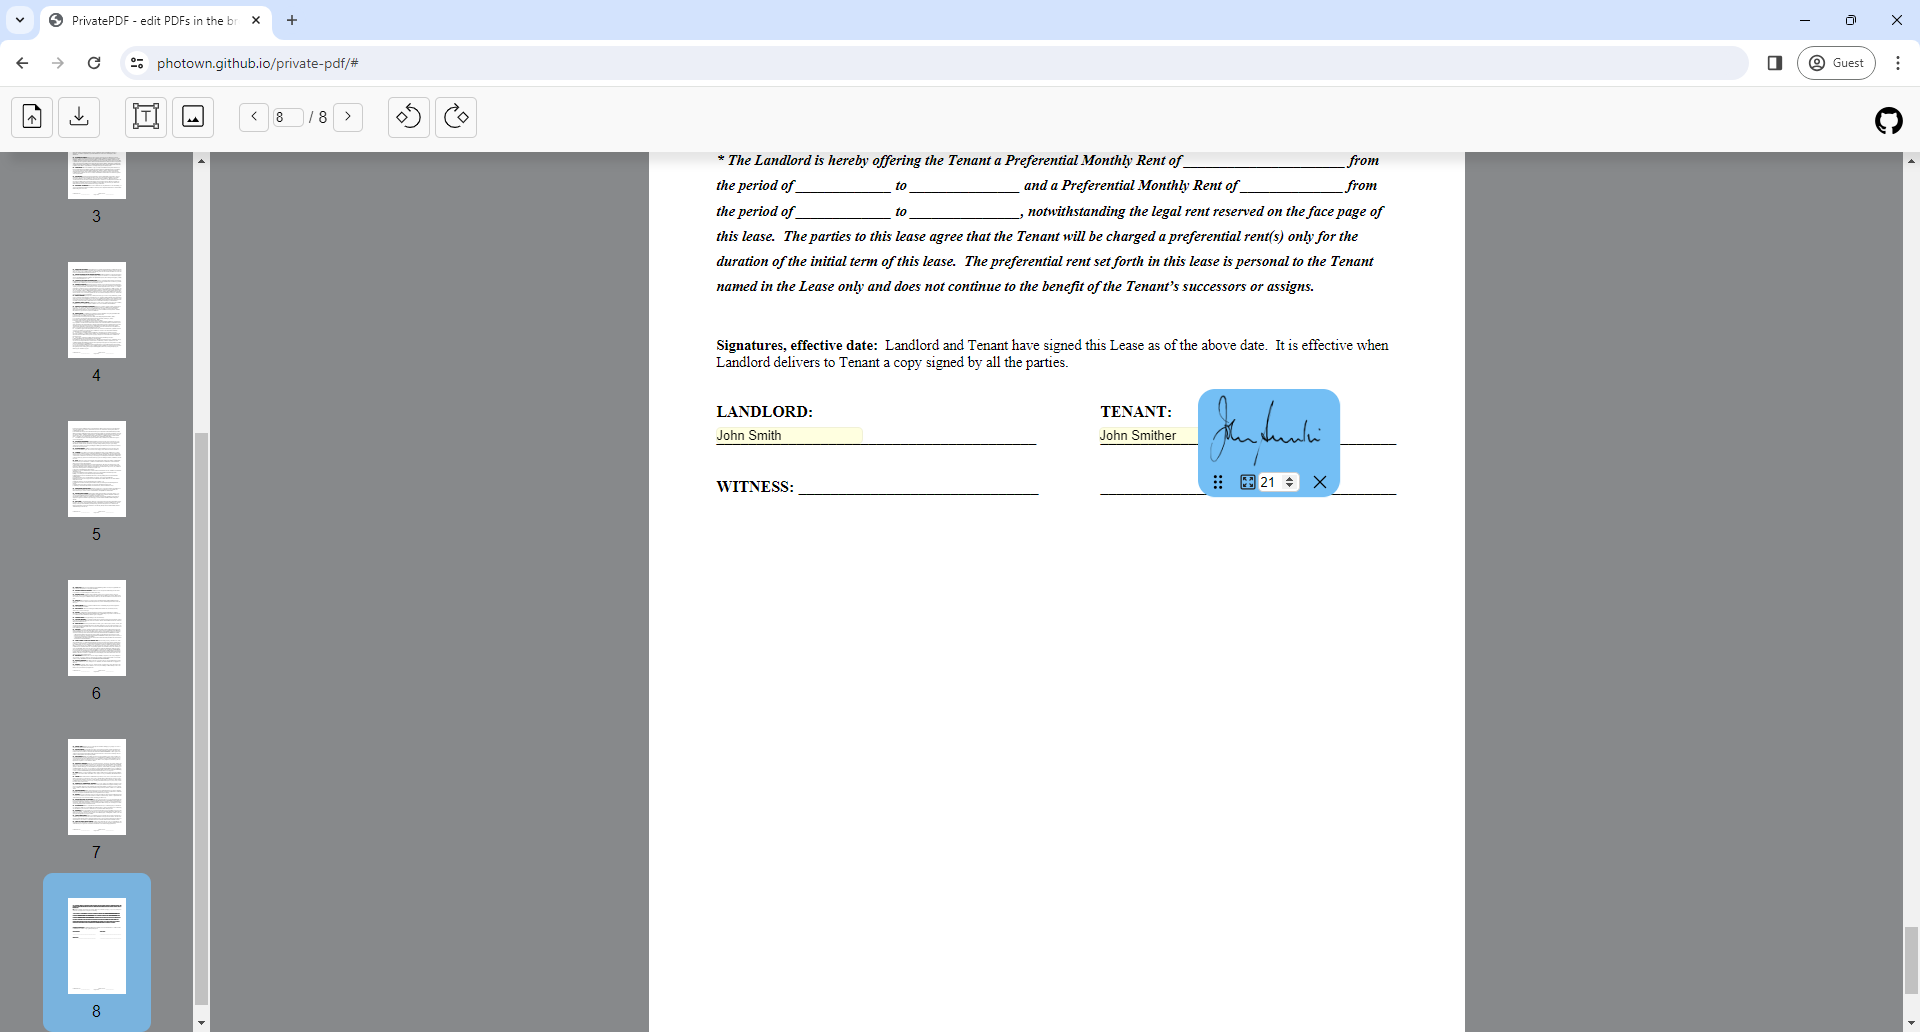 PrivatePDF - edit PDFs in the br
photown.github.io/private-pdf/#
Guest
8 / 8
3
4
5
6
7
8
* The Landlord is hereby offering the Tenant a Preferential Monthly Rent of ______________________ from
the period of _____________ to _______________ and a Preferential Monthly Rent of ______________ from
the period of _____________ to _______________, notwithstanding the legal rent reserved on the face page of
this lease. The parties to this lease agree that the Tenant will be charged a preferential rent(s) only for the
duration of the initial term of this lease. The preferential rent set forth in this lease is personal to the Tenant
named in the Lease only and does not continue to the benefit of the Tenant’s successors or assigns.
Signatures, effective date: Landlord and Tenant have signed this Lease as of the above date. It is effective when
Landlord delivers to Tenant a copy signed by all the parties.
LANDLORD: TENANT:
John Smith John Smither
21
WITNESS: